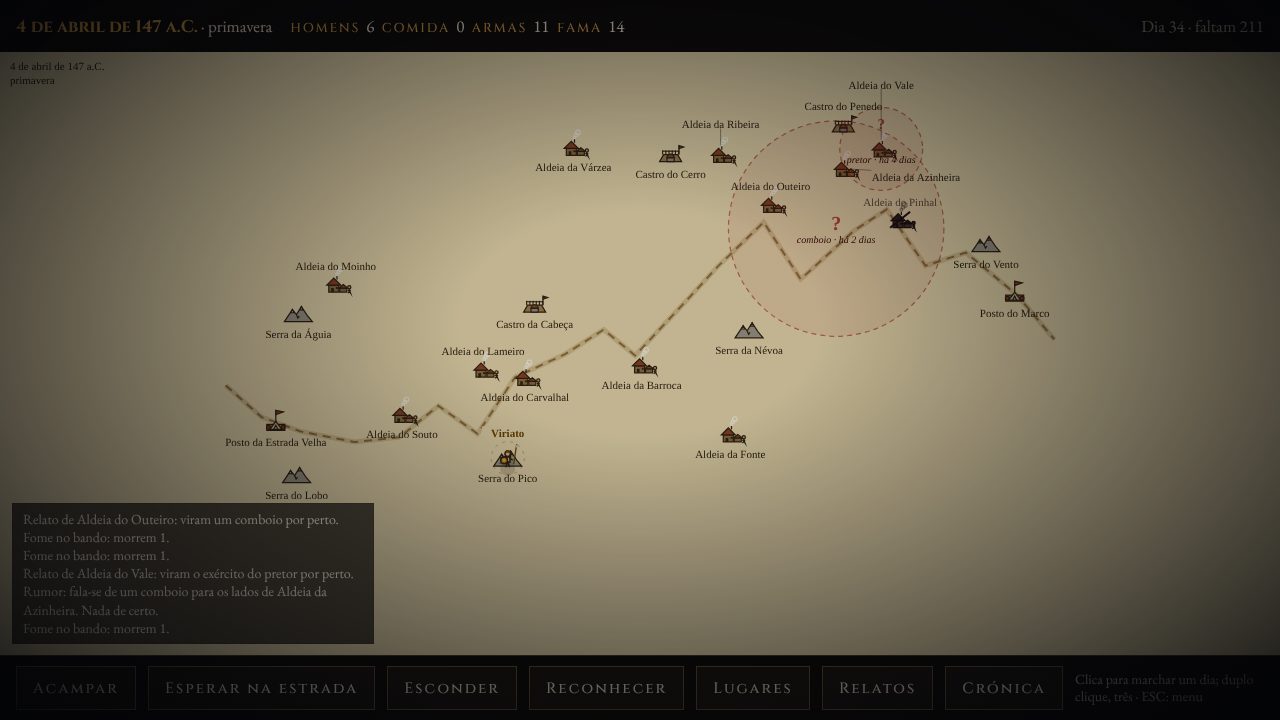 4 DE ABRIL DE 147 A.C. · primavera HOMENS 6 COMIDA 0 ARMAS 11 FAMA 14 Dia 34 · faltam 211
4 de abril de 147 a.C.
primavera
Aldeia do Vale
Castro do Penedo
?
Aldeia da Ribeira
pretor · há 4 dias
Aldeia da Várzea
Castro do Cerro
Aldeia da Azinheira
Aldeia do Outeiro
Aldeia do Pinhal
?
comboio · há 2 dias
Serra do Vento
Aldeia do Moinho
Posto do Marco
Castro da Cabeça
Serra da Águia
Serra da Névoa
Aldeia do Lameiro
Aldeia da Barroca
Aldeia do Carvalhal
Viriato
Aldeia do Souto
Posto da Estrada Velha
Aldeia da Fonte
Serra do Pico
Serra do Lobo
Relato de Aldeia do Outeiro: viram um comboio por perto.
Fome no bando: morrem 1.
Fome no bando: morrem 1.
Relato de Aldeia do Vale: viram o exército do pretor por perto.
Rumor: fala-se de um comboio para os lados de Aldeia da
Azinheira. Nada de certo.
Fome no bando: morrem 1.
ACAMPAR ESPERAR NA ESTRADA ESCONDER RECONHECER LUGARES RELATOS CRÓNICA
Clica para marchar um dia; duplo
clique, três · ESC: menu